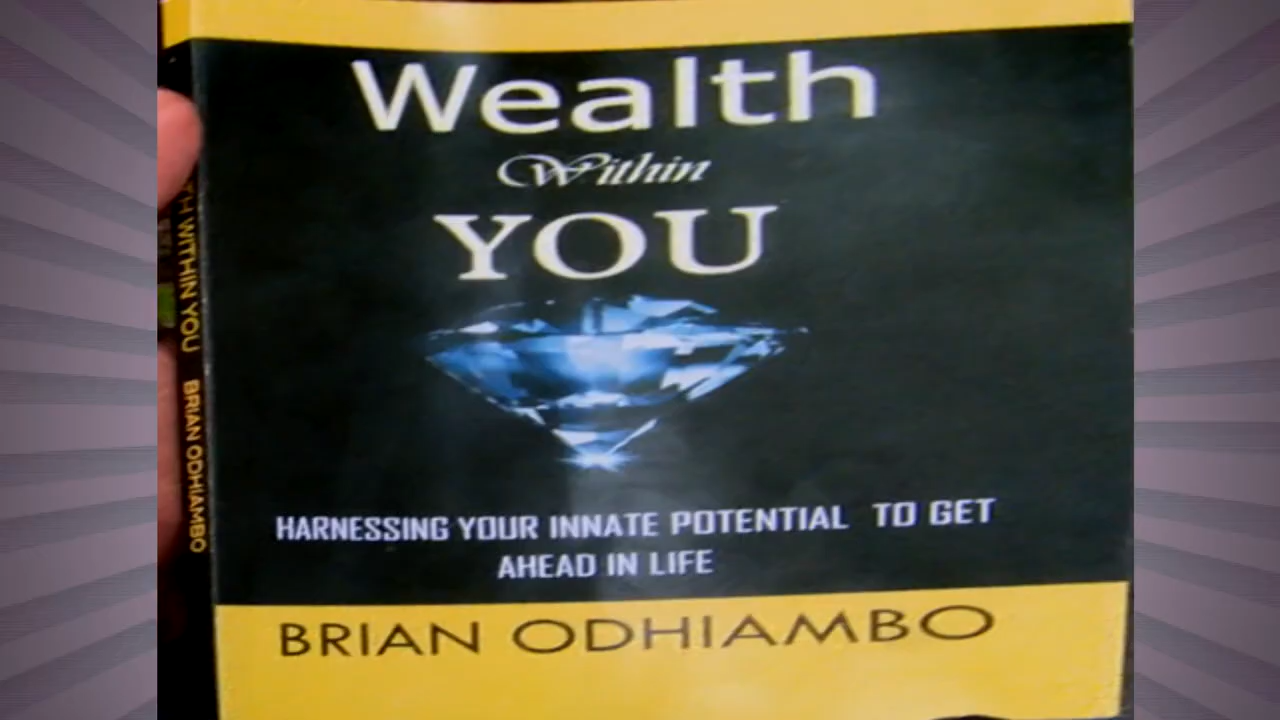 Wealth
Within
YOU
HARNESSING YOUR INNATE POTENTIAL TO GET
AHEAD IN LIFE
BRIAN ODHIAMBO
WITHIN YOU BRIAN ODHIAMBO